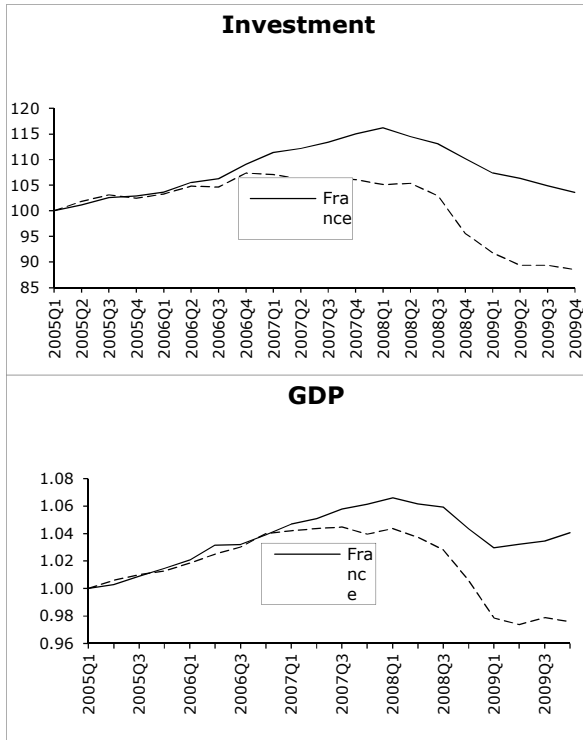 Investment
120
115
110
105
100
95
90
85
Fra
nce
2005Q1
2005Q2
2005Q3
2005Q4
2006Q1
2006Q2
2006Q3
2006Q4
2007Q1
2007Q2
2007Q3
2007Q4
2008Q1
2008Q2
2008Q3
2008Q4
2009Q1
2009Q2
2009Q3
2009Q4
GDP
1.08
1.06
1.04
1.02
1.00
0.98
0.96
Fra
nc
e
2005Q1
2005Q3
2006Q1
2006Q3
2007Q1
2007Q3
2008Q1
2008Q3
2009Q1
2009Q3